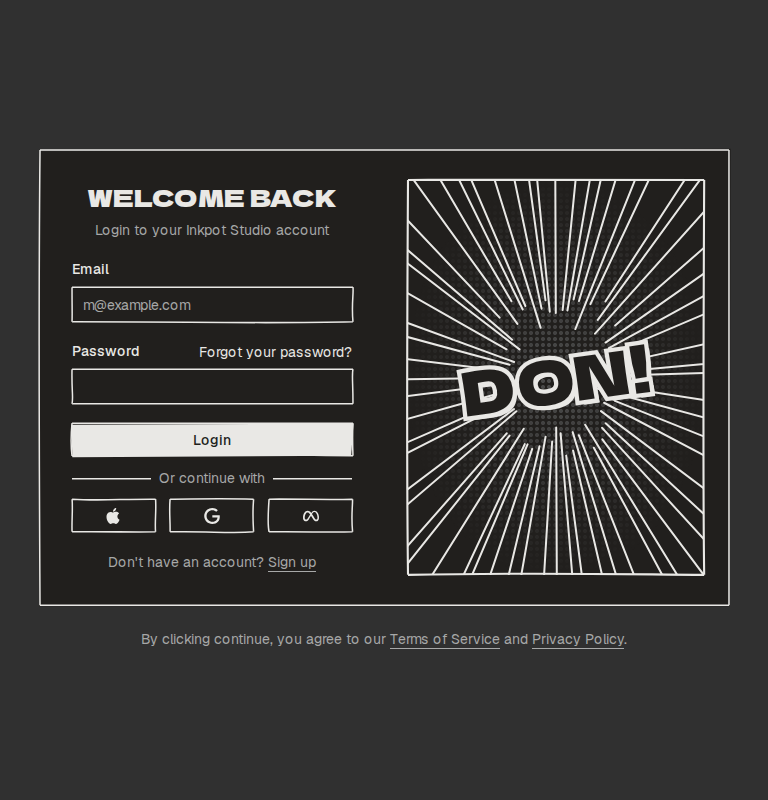 WELCOME BACK
Login to your Inkpot Studio account
Email
m@example.com
Password
Forgot your password?
Login
Or continue with
Don't have an account? Sign up
DON!
By clicking continue, you agree to our Terms of Service and Privacy Policy.